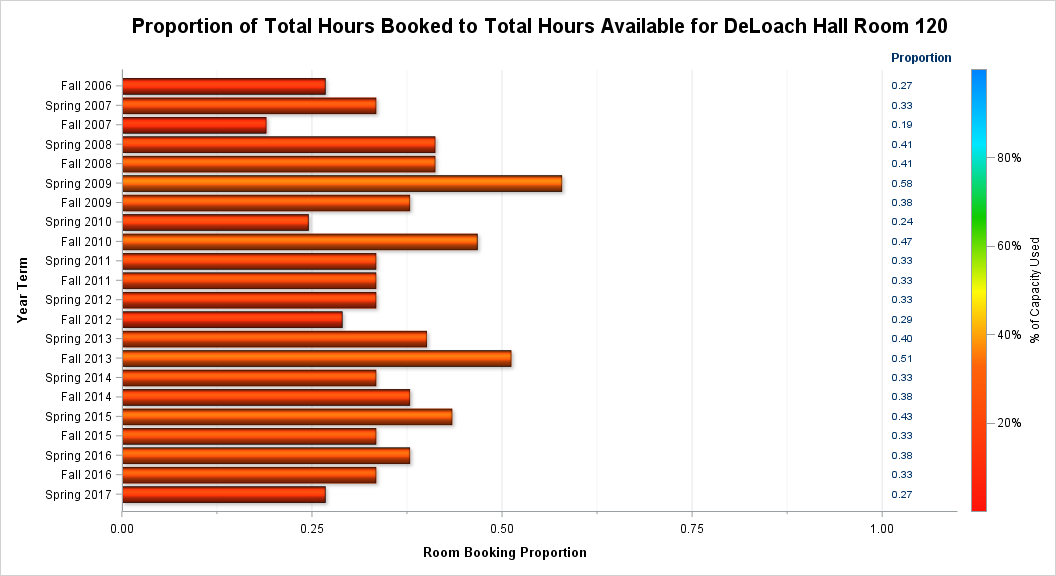 Proportion of Total Hours Booked to Total Hours Available for DeLoach Hall Room 120
Proportion
Fall 2006 0.27
Spring 2007 0.33
Fall 2007 0.19
Spring 2008 0.41
Fall 2008 0.41
Spring 2009 0.58
Fall 2009 0.38
Spring 2010 0.24
Fall 2010 0.47
Spring 2011 0.33
Fall 2011 0.33
Spring 2012 0.33
Fall 2012 0.29
Spring 2013 0.40
Fall 2013 0.51
Spring 2014 0.33
Fall 2014 0.38
Spring 2015 0.43
Fall 2015 0.33
Spring 2016 0.38
Fall 2016 0.33
Spring 2017 0.27
Year Term
0.00 0.25 0.50 0.75 1.00
Room Booking Proportion
80%
60%
40%
20%
% of Capacity Used